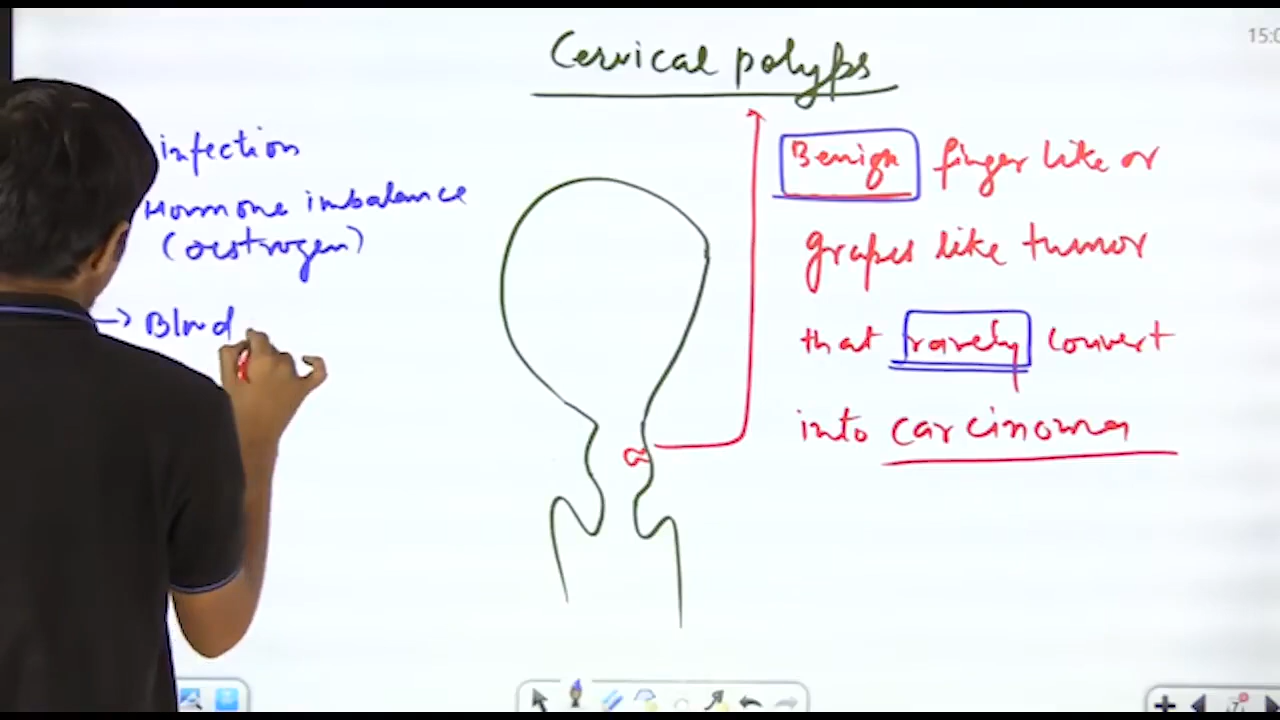 Cervical polyps
infection
Hormone imbalance
(oestrogen)
→ Blood
Benign finger like or
grapes like tumor
that rarely convert
into carcinoma